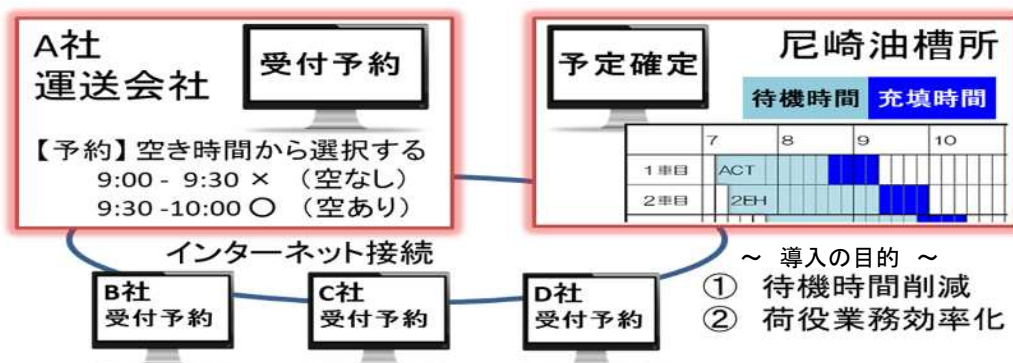 A社
運送会社
受付予約
【予約】空き時間から選択する
9:00 - 9:30 × （空なし）
9:30 -10:00 〇 （空あり）
予定確定
尼崎油槽所
待機時間 充填時間
7 8 9 10
1車目 ACT
2車目 2EH
インターネット接続
B社
受付予約
C社
受付予約
D社
受付予約
～ 導入の目的 ～
① 待機時間削減
② 荷役業務効率化